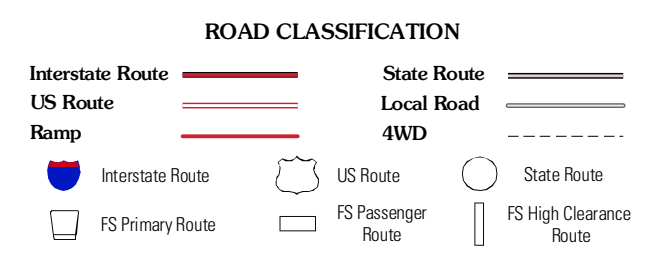 ROAD CLASSIFICATION
Interstate Route
State Route
US Route
Local Road
Ramp
4WD
Interstate Route
US Route
State Route
FS Primary Route
FS Passenger
Route
FS High Clearance
Route